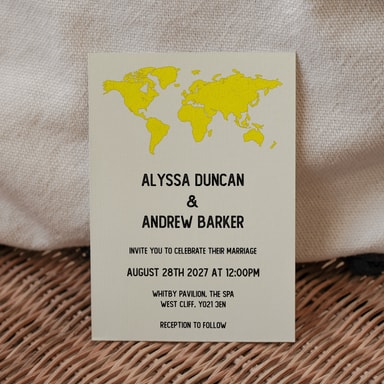 ALYSSA DUNCAN
&
ANDREW BARKER
INVITE YOU TO CELEBRATE THEIR MARRIAGE
AUGUST 28TH 2027 AT 12:00PM
WHITBY PAVILION, THE SPA
WEST CLIFF, YO21 3EN
RECEPTION TO FOLLOW